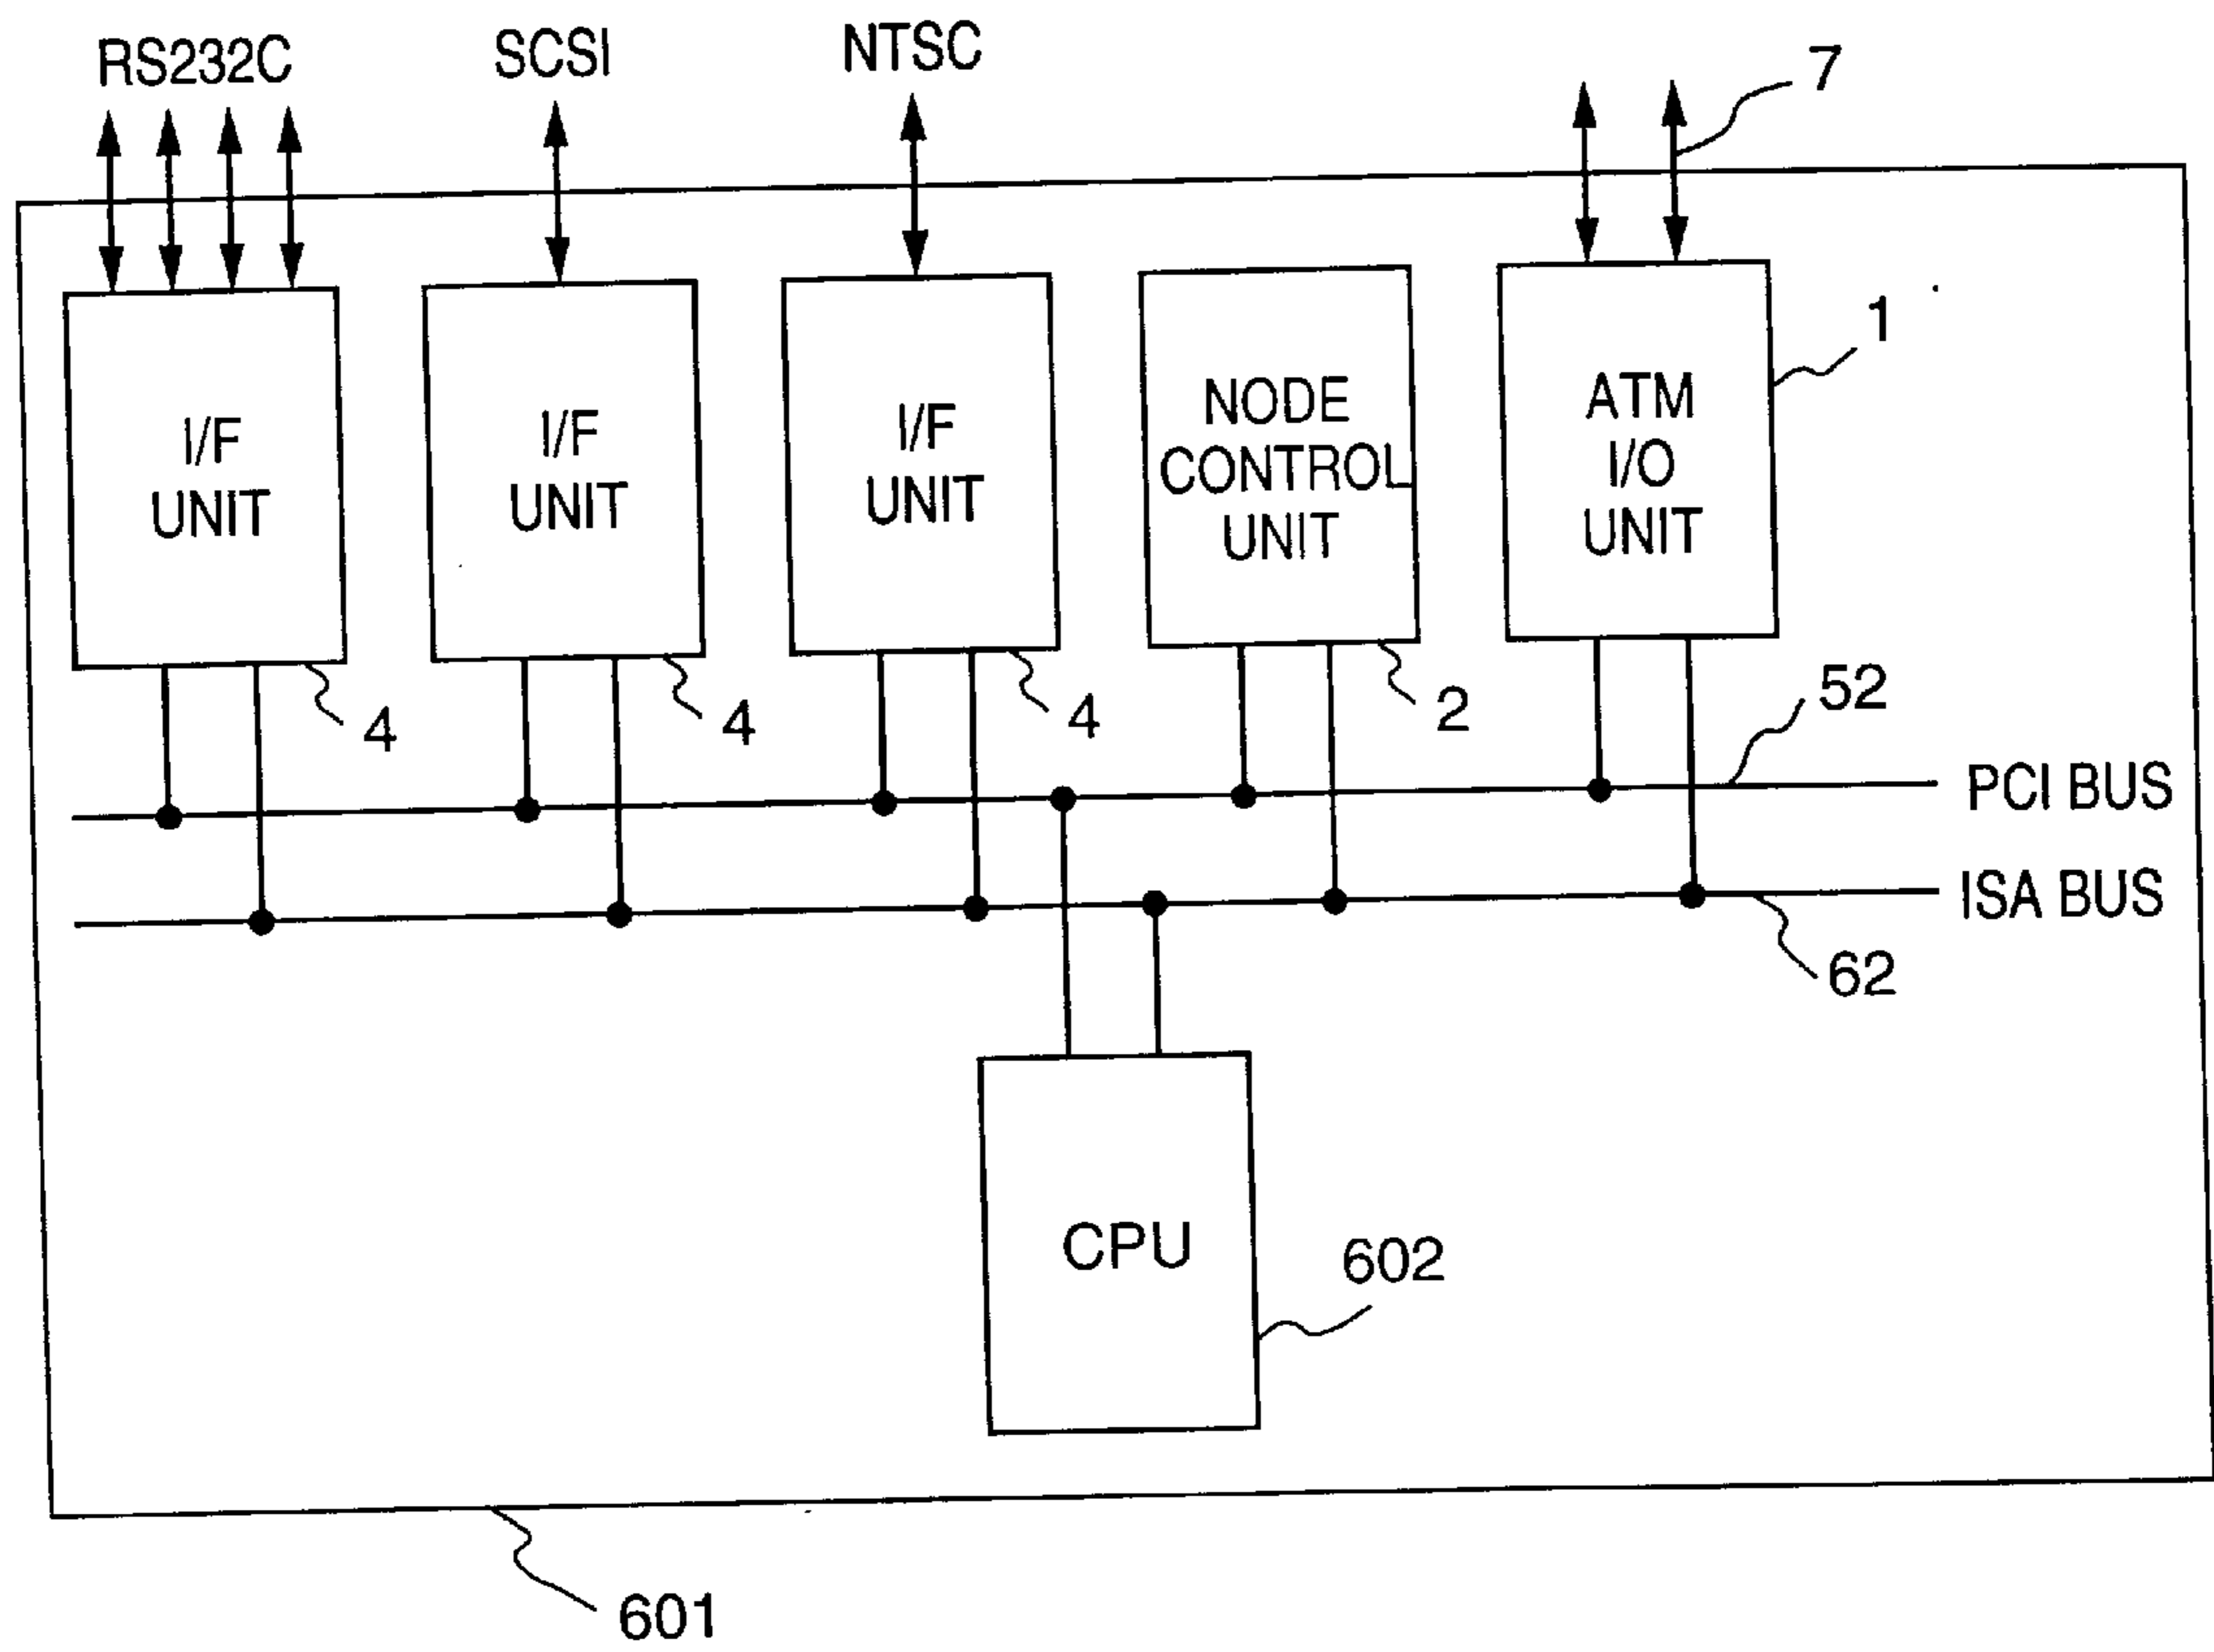 RS232C
SCSI
NTSC
7
I/F
UNIT
I/F
UNIT
I/F
UNIT
NODE
CONTROL
UNIT
ATM
I/O
UNIT
1
4
4
4
2
52
PCI BUS
ISA BUS
62
CPU
602
601